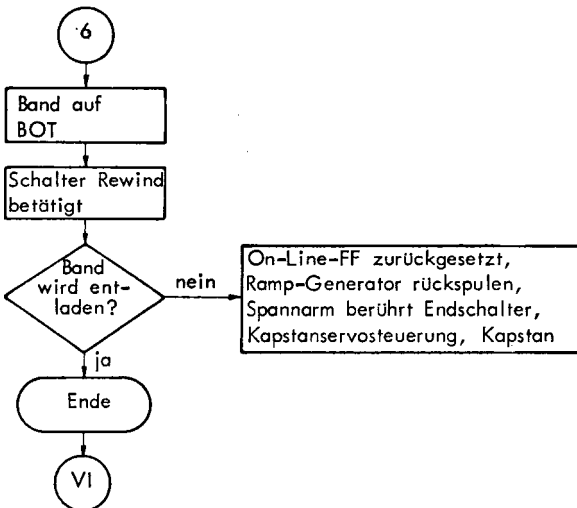 6
Band auf
BOT
Schalter Rewind
betätigt
Band
wird ent-
laden?
nein
On-Line-FF zurückgesetzt,
Ramp-Generator rückspulen,
Spannarm berührt Endschalter,
Kapstanservosteuerung, Kapstan
ja
Ende
VI